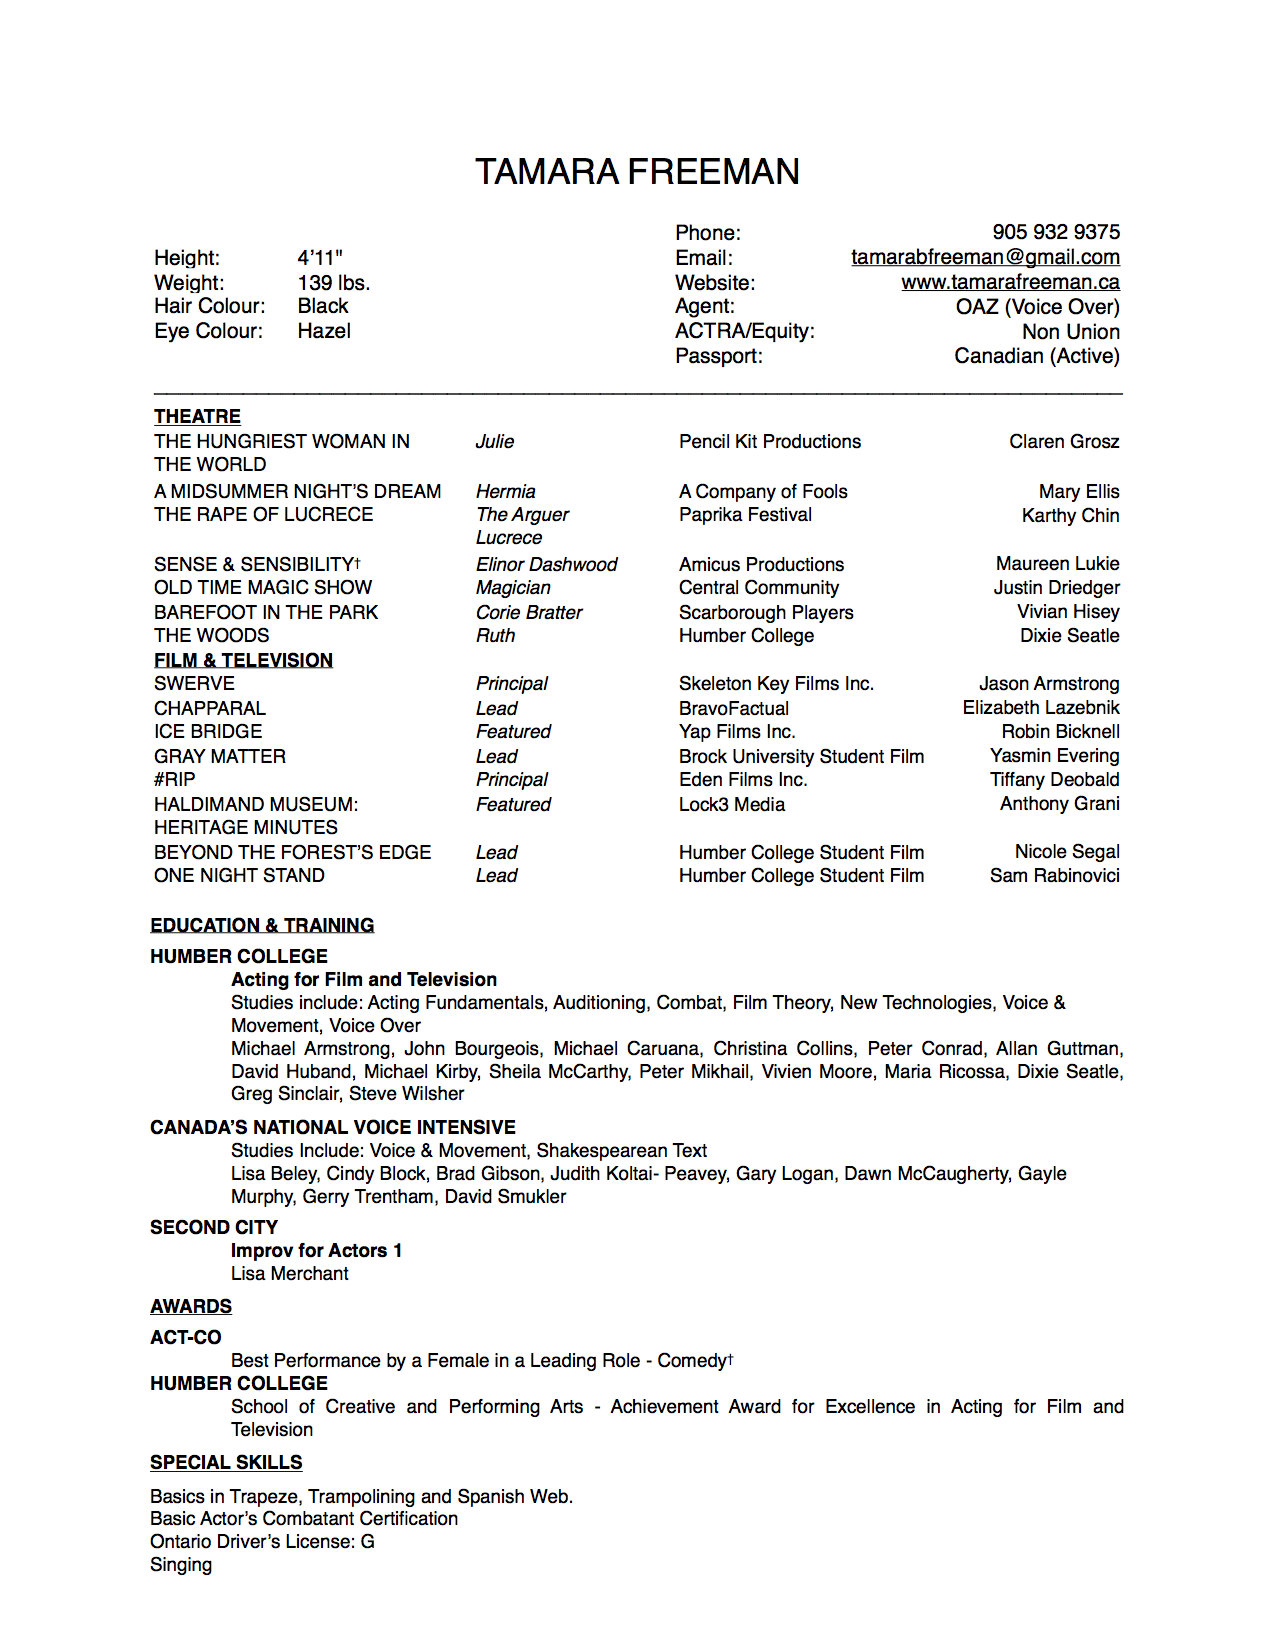 TAMARA FREEMAN
Phone: 905 932 9375
Height: 4’11" Email: tamarabfreeman@gmail.com
Weight: 139 lbs. Website: www.tamarafreeman.ca
Hair Colour: Black Agent: OAZ (Voice Over)
Eye Colour: Hazel ACTRA/Equity: Non Union
Passport: Canadian (Active)
THEATRE
THE HUNGRIEST WOMAN IN Julie Pencil Kit Productions Claren Grosz
THE WORLD
A MIDSUMMER NIGHT’S DREAM Hermia A Company of Fools Mary Ellis
THE RAPE OF LUCRECE The Arguer Paprika Festival Karthy Chin
Lucrece
SENSE & SENSIBILITY† Elinor Dashwood Amicus Productions Maureen Lukie
OLD TIME MAGIC SHOW Magician Central Community Justin Driedger
BAREFOOT IN THE PARK Corie Bratter Scarborough Players Vivian Hisey
THE WOODS Ruth Humber College Dixie Seatle
FILM & TELEVISION
SWERVE Principal Skeleton Key Films Inc. Jason Armstrong
CHAPPARAL Lead BravoFactual Elizabeth Lazebnik
ICE BRIDGE Featured Yap Films Inc. Robin Bicknell
GRAY MATTER Lead Brock University Student Film Yasmin Evering
#RIP Principal Eden Films Inc. Tiffany Deobald
HALDIMAND MUSEUM: Featured Lock3 Media Anthony Grani
HERITAGE MINUTES
BEYOND THE FOREST’S EDGE Lead Humber College Student Film Nicole Segal
ONE NIGHT STAND Lead Humber College Student Film Sam Rabinovici
EDUCATION & TRAINING
HUMBER COLLEGE
Acting for Film and Television
Studies include: Acting Fundamentals, Auditioning, Combat, Film Theory, New Technologies, Voice &
Movement, Voice Over
Michael Armstrong, John Bourgeois, Michael Caruana, Christina Collins, Peter Conrad, Allan Guttman,
David Huband, Michael Kirby, Sheila McCarthy, Peter Mikhail, Vivien Moore, Maria Ricossa, Dixie Seatle,
Greg Sinclair, Steve Wilsher
CANADA’S NATIONAL VOICE INTENSIVE
Studies Include: Voice & Movement, Shakespearean Text
Lisa Beley, Cindy Block, Brad Gibson, Judith Koltai- Peavey, Gary Logan, Dawn McCaugherty, Gayle
Murphy, Gerry Trentham, David Smukler
SECOND CITY
Improv for Actors 1
Lisa Merchant
AWARDS
ACT-CO
Best Performance by a Female in a Leading Role - Comedy†
HUMBER COLLEGE
School of Creative and Performing Arts - Achievement Award for Excellence in Acting for Film and
Television
SPECIAL SKILLS
Basics in Trapeze, Trampolining and Spanish Web.
Basic Actor’s Combatant Certification
Ontario Driver’s License: G
Singing